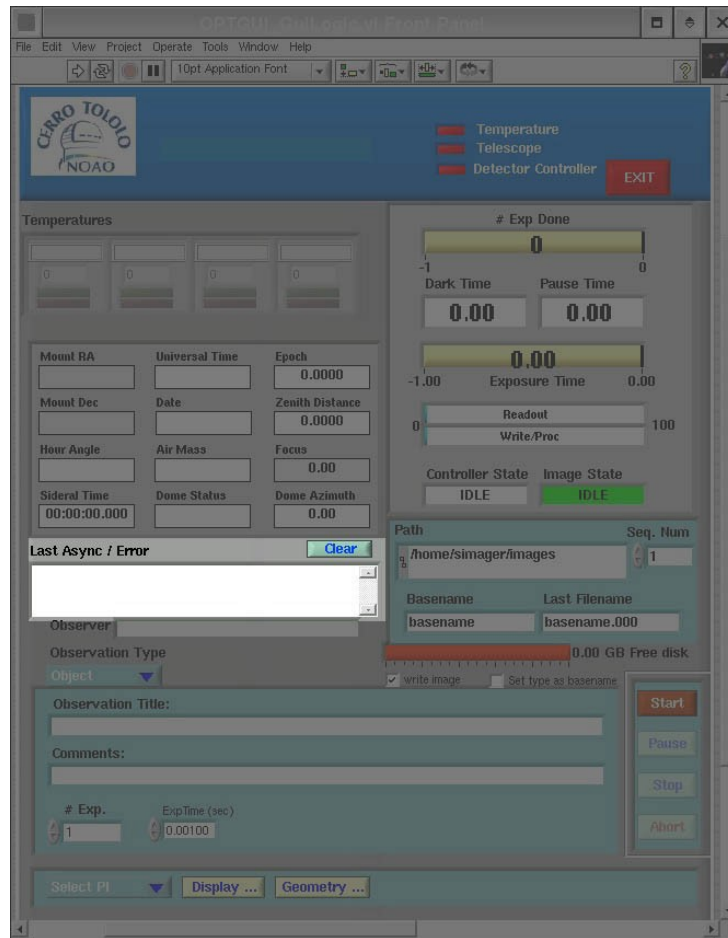 OPTGUI_GuiLogic.vi Front Panel
File Edit View Project Operate Tools Window Help
10pt Application Font
CERRO TOLOLO
NOAO
Temperature
Telescope
Detector Controller
EXIT
Temperatures
0 0 0 0
# Exp Done
0
-1 0
Dark Time Pause Time
0.00 0.00
0.00
-1.00 Exposure Time 0.00
Readout
0 100
Write/Proc
Controller State Image State
IDLE IDLE
Mount RA Universal Time Epoch
0.0000
Mount Dec Date Zenith Distance
0.0000
Hour Angle Air Mass Focus
0.00
Sideral Time Dome Status Dome Azimuth
00:00:00.000 0.00
Last Async / Error Clear
Path Seq. Num
/home/simager/images 1
Basename Last Filename
basename basename.000
Observer
0.00 GB Free disk
Observation Type
Object
write image Set type as basename
Observation Title:
Comments:
# Exp. ExpTime (sec)
1 0.00100
Start
Pause
Stop
Abort
Select PI Display ... Geometry ...